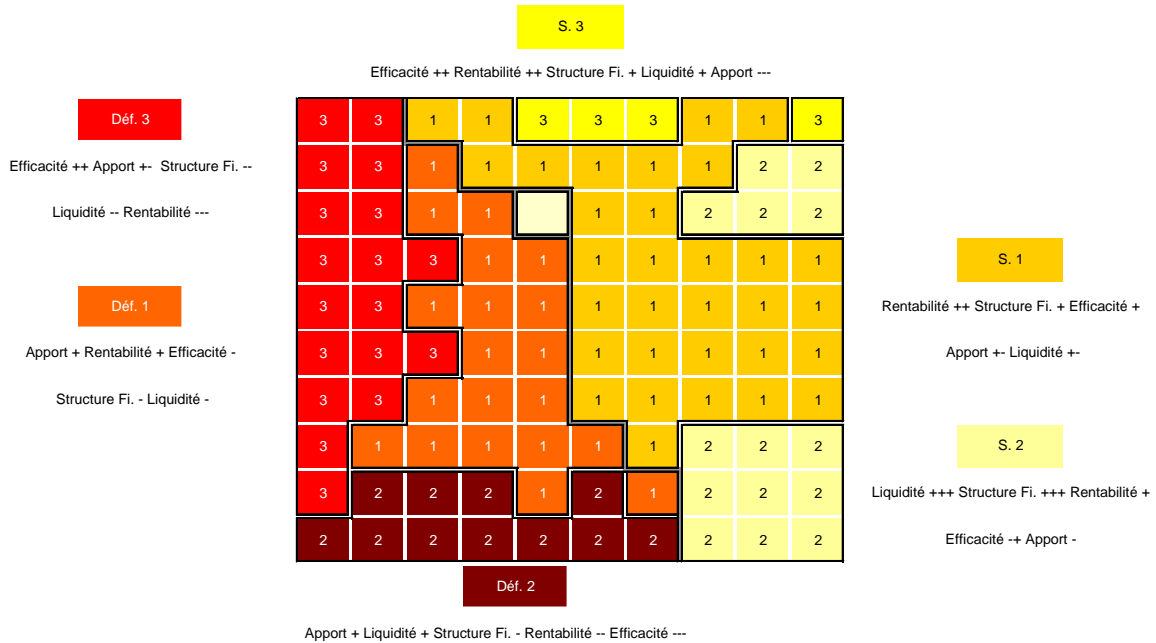 S. 3
Efficacité ++ Rentabilité ++ Structure Fi. + Liquidité + Apport ---
Déf. 3
Efficacité ++ Apport +- Structure Fi. --
Liquidité -- Rentabilité ---
Déf. 1
Apport + Rentabilité + Efficacité -
Structure Fi. - Liquidité -
3 3 1 1 3 3 3 1 1 3
3 3 1 1 1 1 1 1 2 2
3 3 1 1 1 1 2 2 2
3 3 3 1 1 1 1 1 1 1
3 3 1 1 1 1 1 1 1 1
3 3 3 1 1 1 1 1 1 1
3 3 1 1 1 1 1 1 1 1
3 1 1 1 1 1 1 2 2 2
3 2 2 2 1 2 1 2 2 2
2 2 2 2 2 2 2 2 2 2
S. 1
Rentabilité ++ Structure Fi. + Efficacité +
Apport +- Liquidité +-
S. 2
Liquidité +++ Structure Fi. +++ Rentabilité +
Efficacité -+ Apport -
Déf. 2
Apport + Liquidité + Structure Fi. - Rentabilité -- Efficacité ---